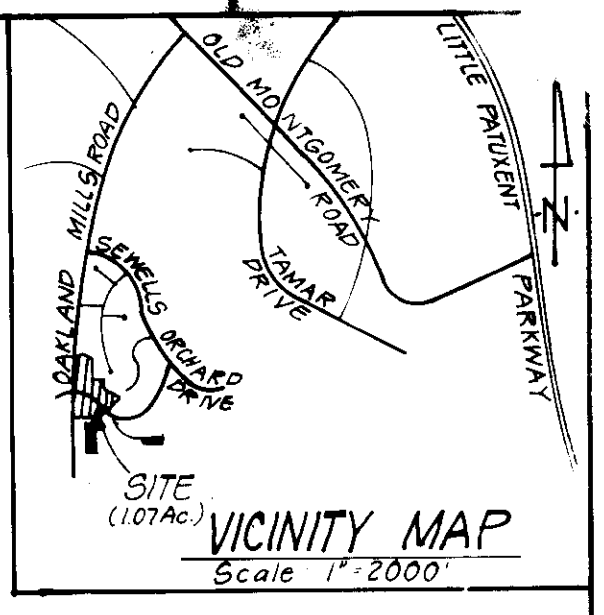 OLD MONTGOMERY
ROAD
LITTLE PATUXENT
PARKWAY
N
OAKLAND MILLS ROAD
SEWELLS
ORCHARD
DRIVE
TAMAR
DRIVE
SITE
(1.07Ac.)
VICINITY MAP
Scale 1"=2000'